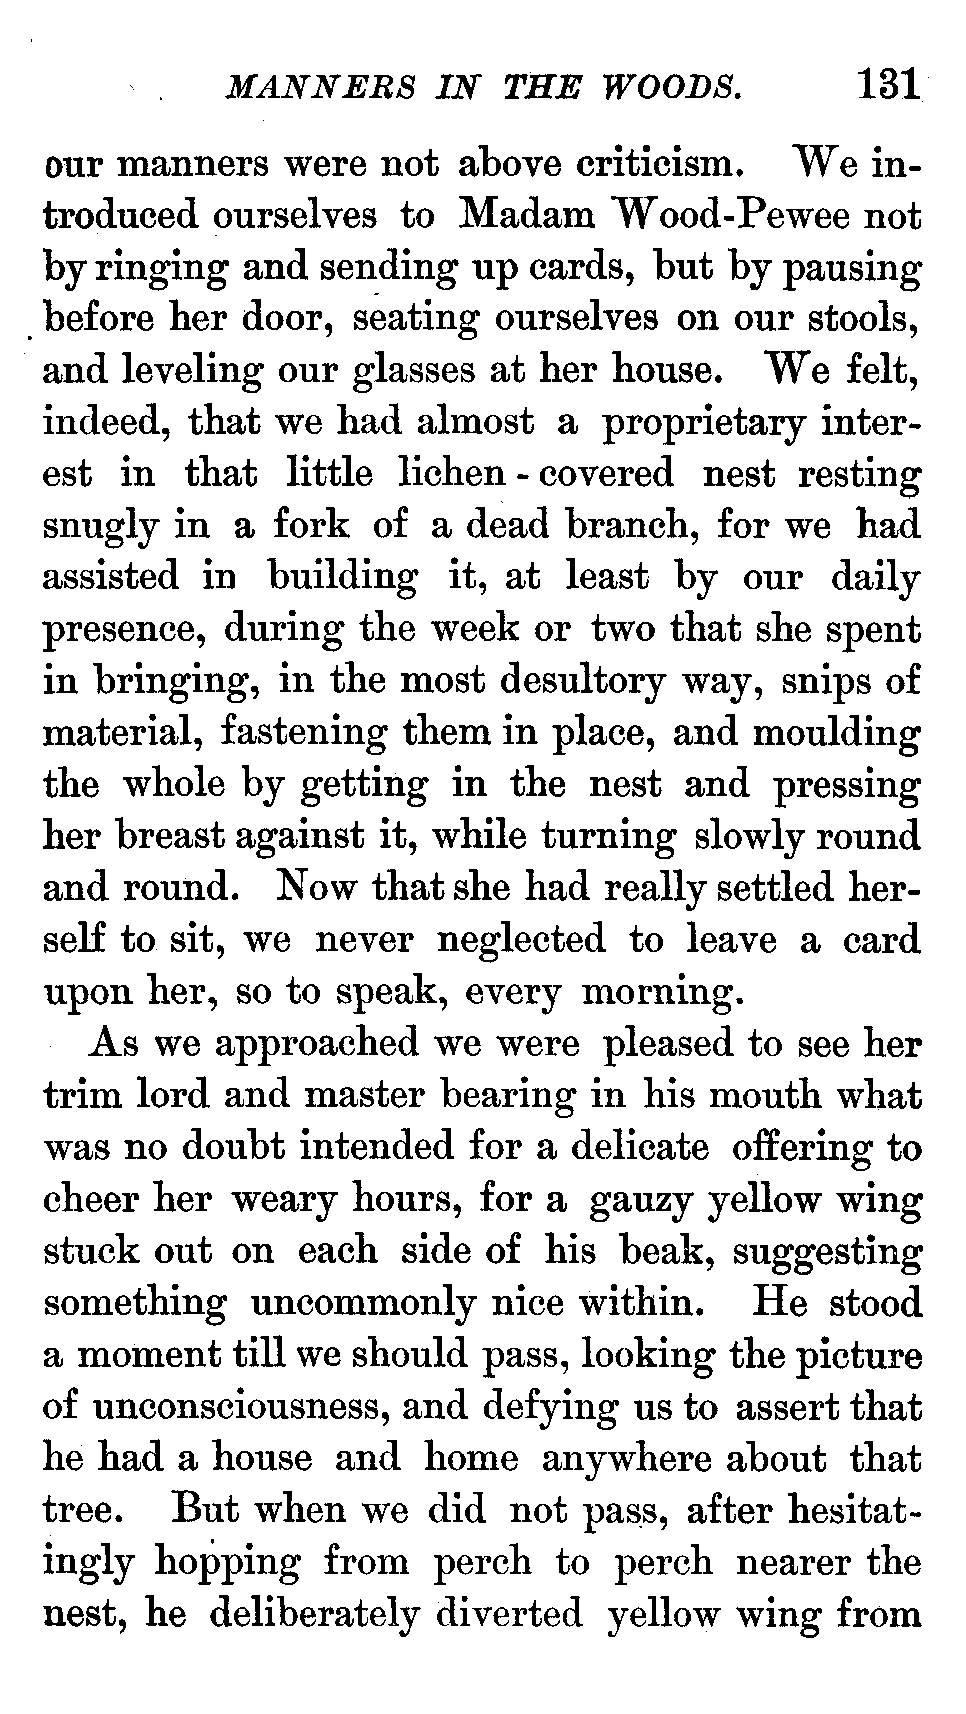 MANNERS IN THE WOODS. 131
our manners were not above criticism. We in-
troduced ourselves to Madam Wood-Pewee not
by ringing and sending up cards, but by pausing
before her door, seating ourselves on our stools,
and leveling our glasses at her house. We felt,
indeed, that we had almost a proprietary inter-
est in that little lichen-covered nest resting
snugly in a fork of a dead branch, for we had
assisted in building it, at least by our daily
presence, during the week or two that she spent
in bringing, in the most desultory way, snips of
material, fastening them in place, and moulding
the whole by getting in the nest and pressing
her breast against it, while turning slowly round
and round. Now that she had really settled her-
self to sit, we never neglected to leave a card
upon her, so to speak, every morning.
As we approached we were pleased to see her
trim lord and master bearing in his mouth what
was no doubt intended for a delicate offering to
cheer her weary hours, for a gauzy yellow wing
stuck out on each side of his beak, suggesting
something uncommonly nice within. He stood
a moment till we should pass, looking the picture
of unconsciousness, and defying us to assert that
he had a house and home anywhere about that
tree. But when we did not pass, after hesitat-
ingly hopping from perch to perch nearer the
nest, he deliberately diverted yellow wing from